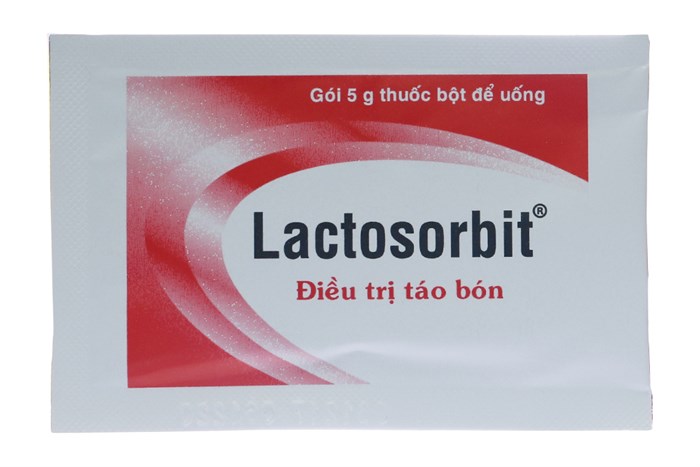 Gói 5 g thuốc bột để uống
Lactosorbit®
Điều trị táo bón